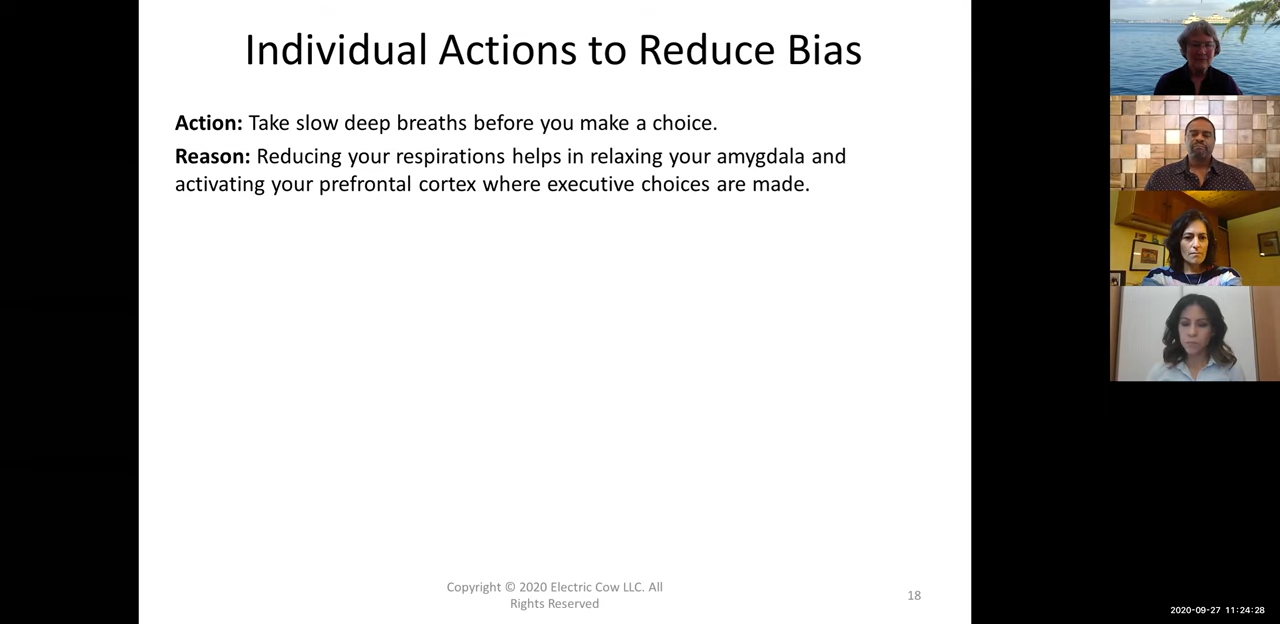 Individual Actions to Reduce Bias
Action: Take slow deep breaths before you make a choice.
Reason: Reducing your respirations helps in relaxing your amygdala and
activating your prefrontal cortex where executive choices are made.
Copyright © 2020 Electric Cow LLC. All
Rights Reserved
18
2020-09-27 11:24:28